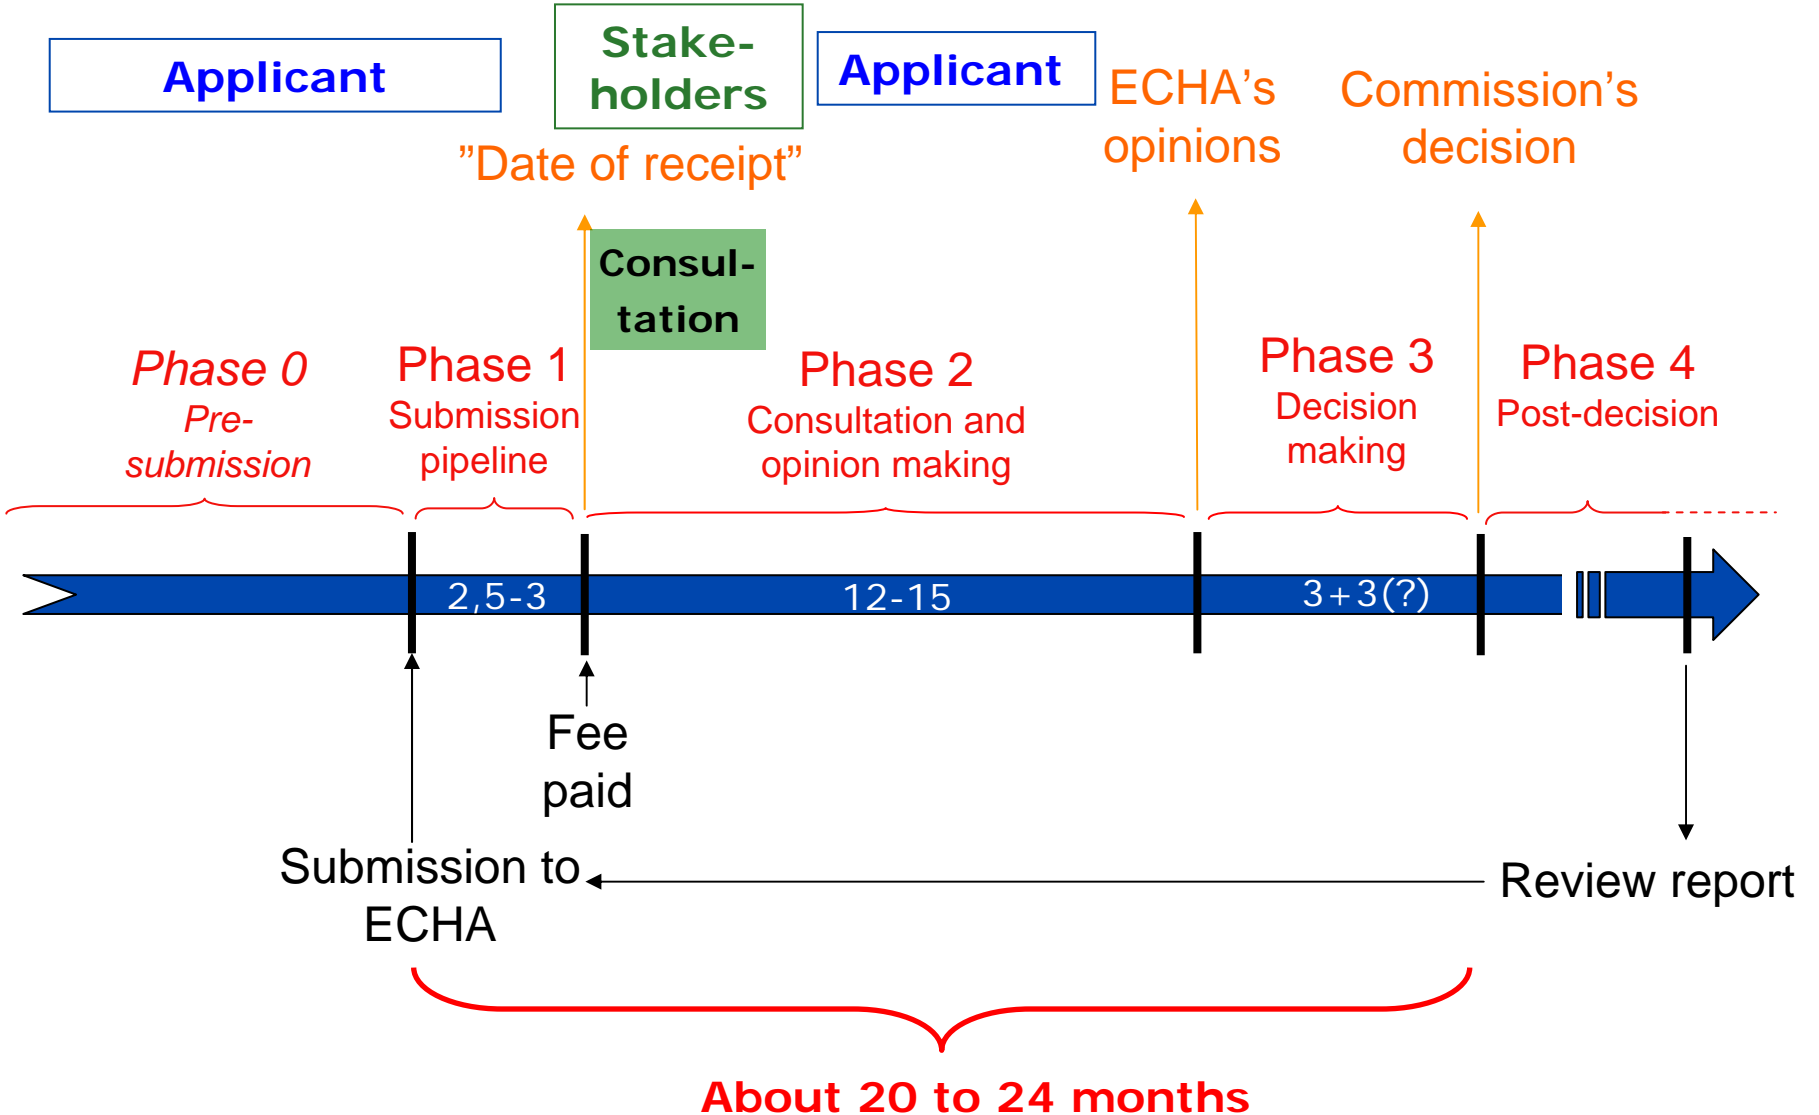 Applicant
Stake-
holders
Applicant
ECHA's
opinions
Commission's
decision
”Date of receipt”
Consul-
tation
Phase 0
Pre-
submission
Phase 1
Submission
pipeline
Phase 2
Consultation and
opinion making
Phase 3
Decision
making
Phase 4
Post-decision
2,5-3
12-15
3+3(?)
Fee
paid
Submission to
ECHA
Review report
About 20 to 24 months